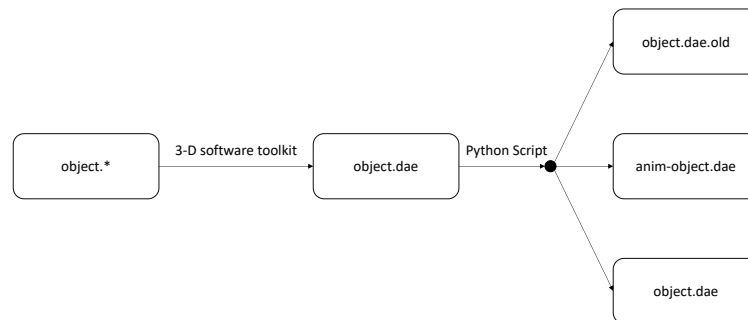 object.dae.old
object.*
3-D software toolkit
object.dae
Python Script
anim-object.dae
object.dae